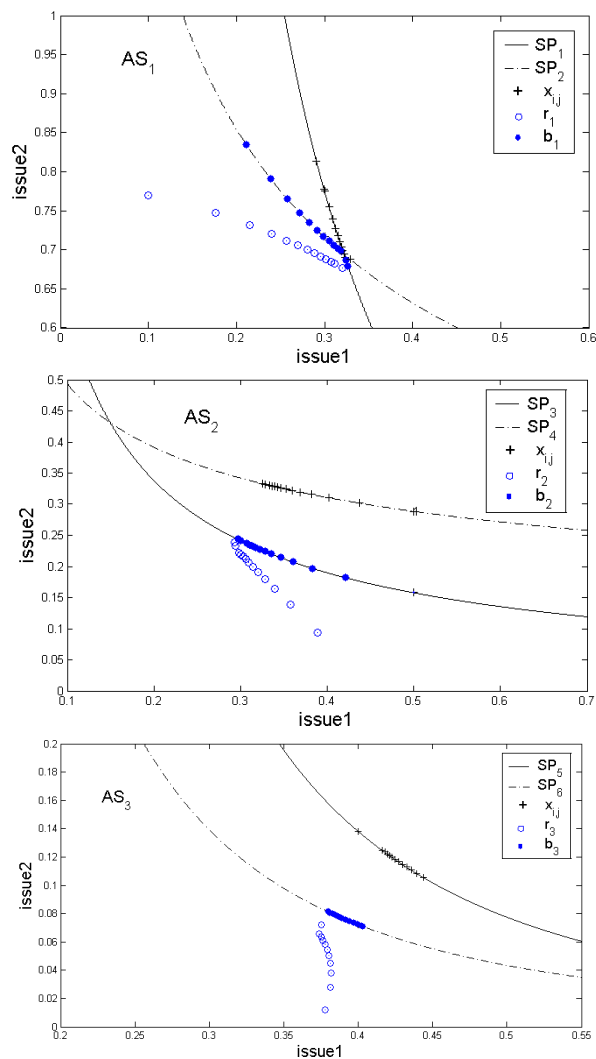 1
0.95
0.9
0.85
0.8
0.75
0.7
0.65
0.6
0
0.1
0.2
0.3
0.4
0.5
0.6
issue2
issue1
AS1
SP1
SP2
xi,j
r1
b1
0.5
0.45
0.4
0.35
0.3
0.25
0.2
0.15
0.1
0.05
0
0.1
0.2
0.3
0.4
0.5
0.6
0.7
issue2
issue1
AS2
SP3
SP4
xi,j
r2
b2
0.2
0.18
0.16
0.14
0.12
0.1
0.08
0.06
0.04
0.02
0
0.2
0.25
0.3
0.35
0.4
0.45
0.5
0.55
issue2
issue1
AS3
SP5
SP6
xi,j
r3
b3